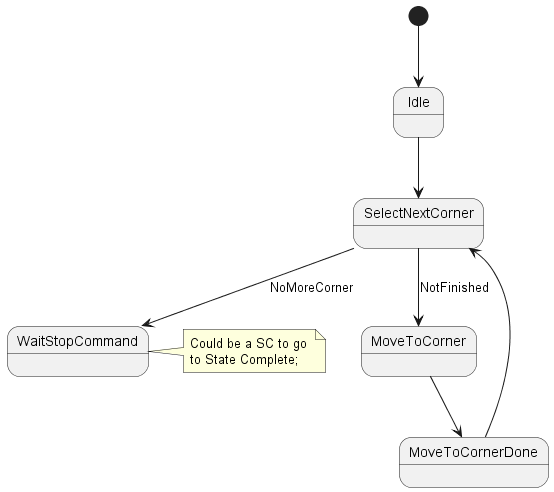 Idle
SelectNextCorner
NoMoreCorner
NotFinished
WaitStopCommand
Could be a SC to go
to State Complete;
MoveToCorner
MoveToCornerDone